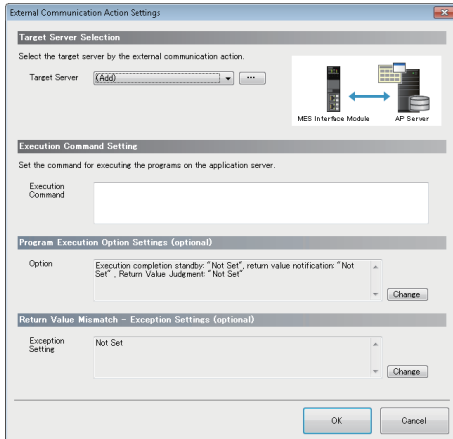 External Communication Action Settings
Target Server Selection
Select the target server by the external communication action.
Target Server
(Add)
...
MES Interface Module
AP Server
Execution Command Setting
Set the command for executing the programs on the application server.
Execution
Command
Program Execution Option Settings (optional)
Option
Execution completion standby: "Not Set", return value notification: "Not
Set" , Return Value Judgment: "Not Set"
Change
Return Value Mismatch - Exception Settings (optional)
Exception
Setting
Not Set
Change
OK
Cancel